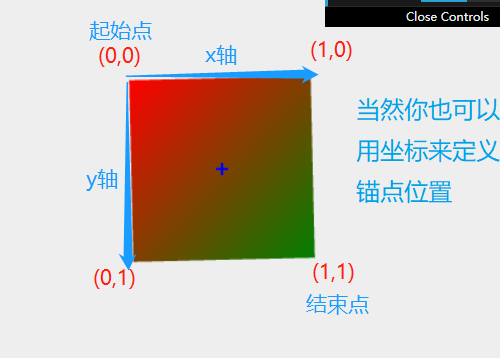 Close Controls
起始点
(0,0)
x轴
(1,0)
当然你也可以
用坐标来定义
锚点位置
y轴
(0,1)
(1,1)
结束点